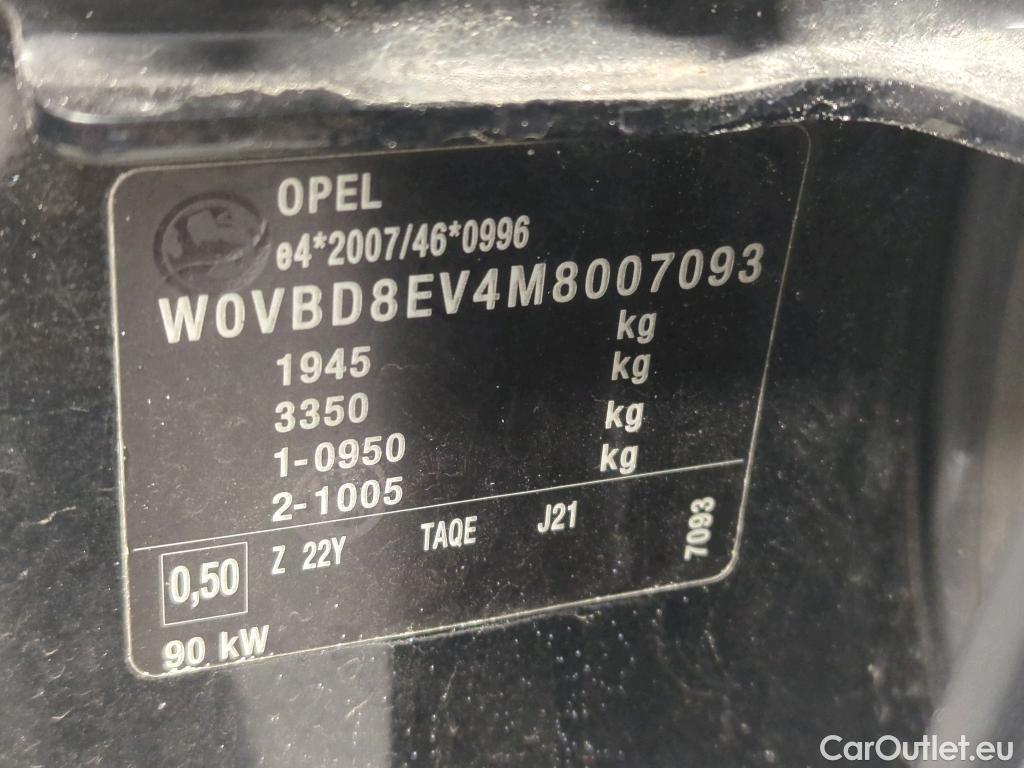 OPEL
e4*2007/46*0996
W0VBD8EV4M8007093
1945 kg
3350 kg
1-0950 kg
2-1005 kg
Z 22Y TAQE J21 7093
0,50
90 kW
CarOutlet.eu